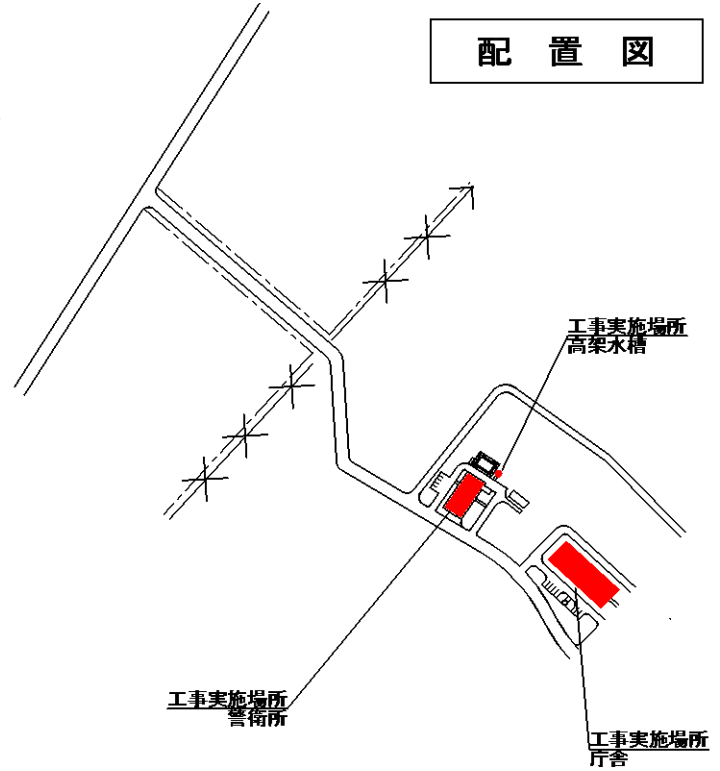 配 置 図
工事実施場所
高架水槽
工事実施場所
警衛所
工事実施場所
庁舎